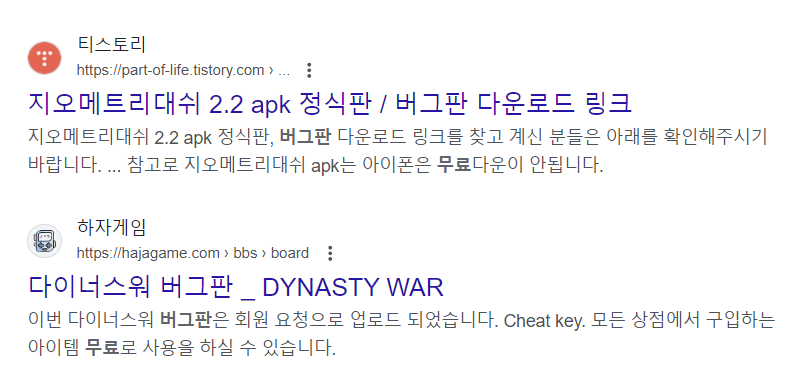 티스토리
https://part-of-life.tistory.com › ...
지오메트리대쉬 2.2 apk 정식판 / 버그판 다운로드 링크
지오메트리대쉬 2.2 apk 정식판, 버그판 다운로드 링크를 찾고 계신 분들은 아래를 확인해주시기
바랍니다. ... 참고로 지오메트리대쉬 apk는 아이폰은 무료다운이 안됩니다.
하자게임
https://hajagame.com › bbs › board
다이너스워 버그판 _ DYNASTY WAR
이번 다이너스워 버그판은 회원 요청으로 업로드 되었습니다. Cheat key. 모든 상점에서 구입하는
아이템 무료로 사용을 하실 수 있습니다.